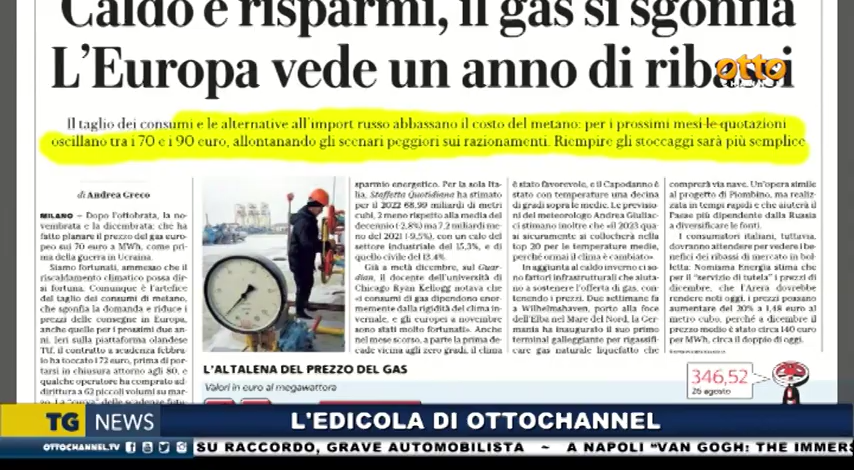 Caldo e risparmi, il gas si sgonfia
L'Europa vede un anno di ribassi
otto
Il taglio dei consumi e le alternative all'import russo abbassano il costo del metano: per i prossimi mesi le quotazioni
oscillano tra i 70 e i 90 euro, allontanando gli scenari peggiori sui razionamenti. Riempire gli stoccaggi sarà più semplice
di Andrea Greco
MILANO – Dopo l'ottobrata, la no-
vembrata e la dicembrata; che ha
fatto planare il prezzo del gas euro-
peo sui 70 euro a MWh, come pri-
ma della guerra in Ucraina.
Siamo fortunati, ammesso che il
riscaldamento climatico possa dir-
si fortuna. Comunque è l'artefice
del taglio dei consumi di metano,
che sgonfia la domanda e riduce i
prezzi delle consegne in Europa,
anche quelle per i prossimi due an-
ni. Ieri sulla piattaforma olandese
Ttf, il contratto a scadenza febbra-
io ha toccato i 72 euro, prima di por-
tarsi in chiusura attorno agli 80, e
qualche operatore ha comprato ad-
dirittura a 63 piccoli volumi su mar-
sparmio energetico. Per la sola Ita-
lia, Staffetta Quotidiana ha stimato
per il 2022 68,99 miliardi di metri
cubi, 2 meno rispetto alla media del
decennio (-2,8%) ma 7,2 miliardi me-
no del 2021 (-9,5%), con un calo del
settore industriale del 15,3%, e di
quello civile del 13,4%.
Già a metà dicembre, sul Guar-
dian, il docente dell'università di
Chicago Ryan Kellogg notava che
«i consumi di gas dipendono enor-
memente dalla rigidità del clima in-
vernale, e gli europei a novembre
sono stati molto fortunati». Anche
nel mese scorso, a parte la prima de-
cade vicina agli zero gradi, il clima
è stato favorevole, e il Capodanno è
stato con temperature una decina
di gradi sopra le medie. Le previsio-
ni del meteorologo Andrea Giuliac-
ci stimano inoltre che «il 2023 qua-
si sicuramente si collocherà nella
top 20 per le temperature medie,
perché ormai il clima è cambiato».
In aggiunta al caldo inverno ci so-
no fattori infrastrutturali che aiuta-
no a sostenere l'offerta di gas, con-
tenendo i prezzi. Due settimane fa
a Wilhelmshaven, porto alla foce
dell'Elba nel Mare del Nord, la Ger-
mania ha inaugurato il suo primo
terminal galleggiante per rigassifi-
care gas naturale liquefatto che
comprerà via nave. Un'opera simile
al progetto di Piombino, ma realiz-
zata in tempi rapidi e che aiuterà il
Paese più dipendente dalla Russia
a diversificare le fonti.
I consumatori italiani, tuttavia,
dovranno attendere per vedere i be-
nefici dei ribassi di mercato in bol-
letta: Nomisma Energia stima che
per il "servizio di tutela" i prezzi di
dicembre, che l'Arera dovrebbe
rendere noti oggi, i prezzi possano
aumentare del 20% a 1,48 euro al
metro cubo, perché a dicembre il
prezzo medio è stato circa 140 euro
per MWh, circa il doppio di oggi.
L'ALTALENA DEL PREZZO DEL GAS
Valori in euro al megawattora
346,52
26 agosto
TG NEWS
L'EDICOLA DI OTTOCHANNEL
OTTOCHANNEL.TV
SU RACCORDO, GRAVE AUTOMOBILISTA ~ A NAPOLI "VAN GOGH: THE IMMERS